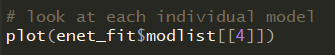 # look at each individual model
plot(enet_fit$modlist[[4]])